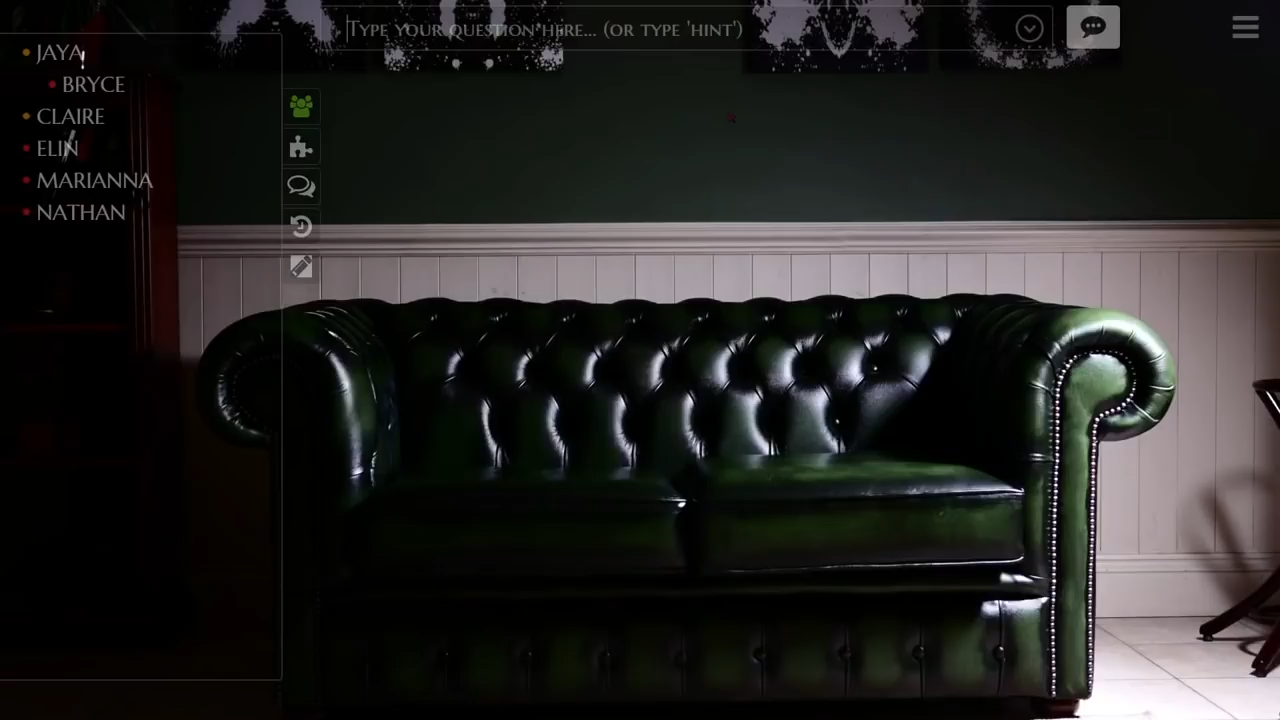 Type your question here... (or type 'hint')
JAYA
BRYCE
CLAIRE
ELIN
MARIANNA
NATHAN